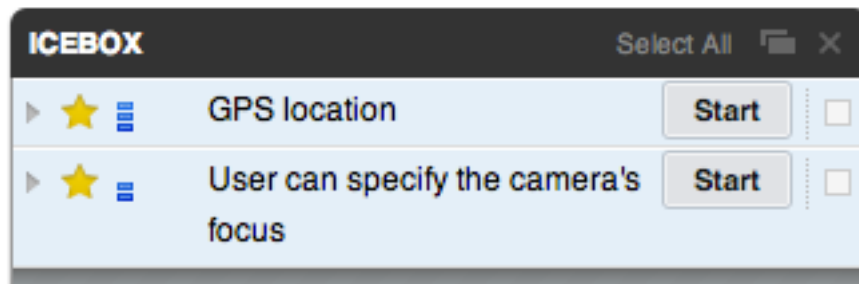 ICEBOX Select All
GPS location Start
User can specify the camera's Start
focus